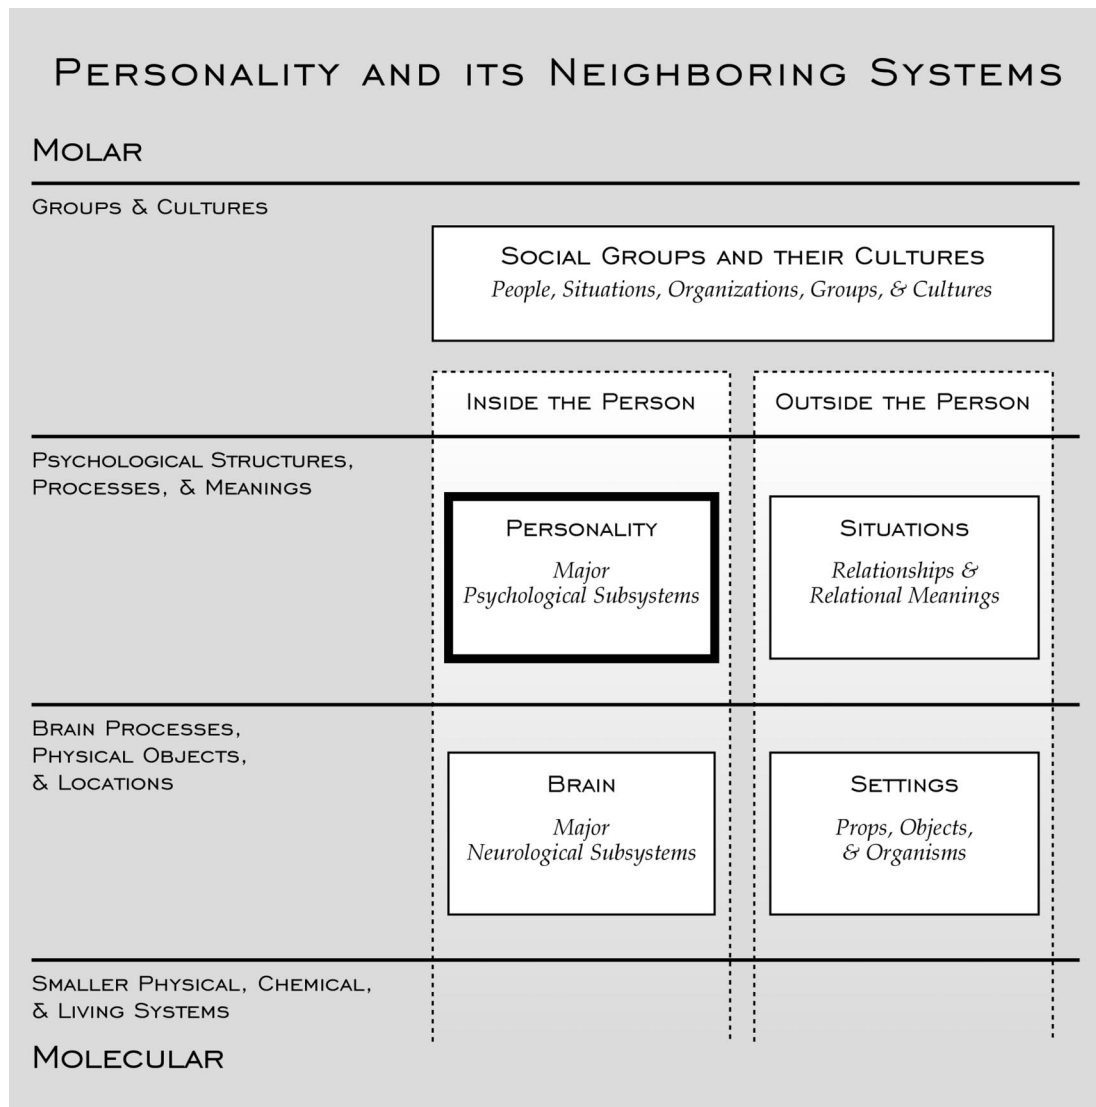 Personality and its Neighboring Systems
Molar
Groups & Cultures
Social Groups and their Cultures
People, Situations, Organizations, Groups, & Cultures
Inside the Person
Outside the Person
Psychological Structures,
Processes, & Meanings
Personality
Major
Psychological Subsystems
Situations
Relationships &
Relational Meanings
Brain Processes,
Physical Objects,
& Locations
Brain
Major
Neurological Subsystems
Settings
Props, Objects,
& Organisms
Smaller Physical, Chemical,
& Living Systems
Molecular